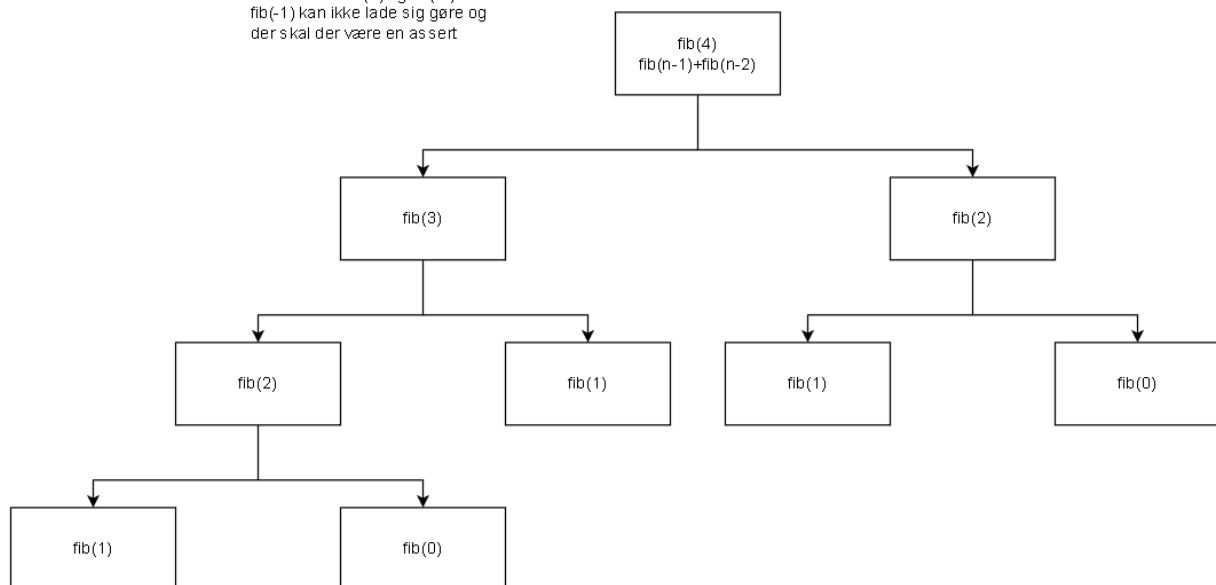 fib(-1) kan ikke lade sig gøre og
der skal der være en assert
fib(4)
fib(n-1)+fib(n-2)
fib(3)
fib(2)
fib(2)
fib(1)
fib(1)
fib(0)
fib(1)
fib(0)